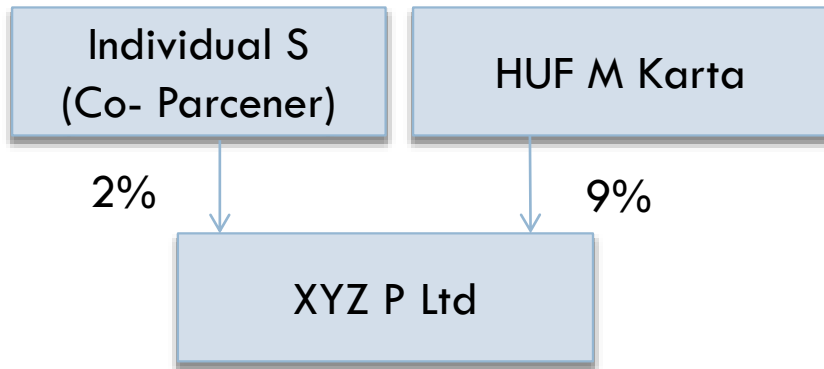 Individual S
(Co- Parcener)
HUF M Karta
2%
9%
XYZ P Ltd